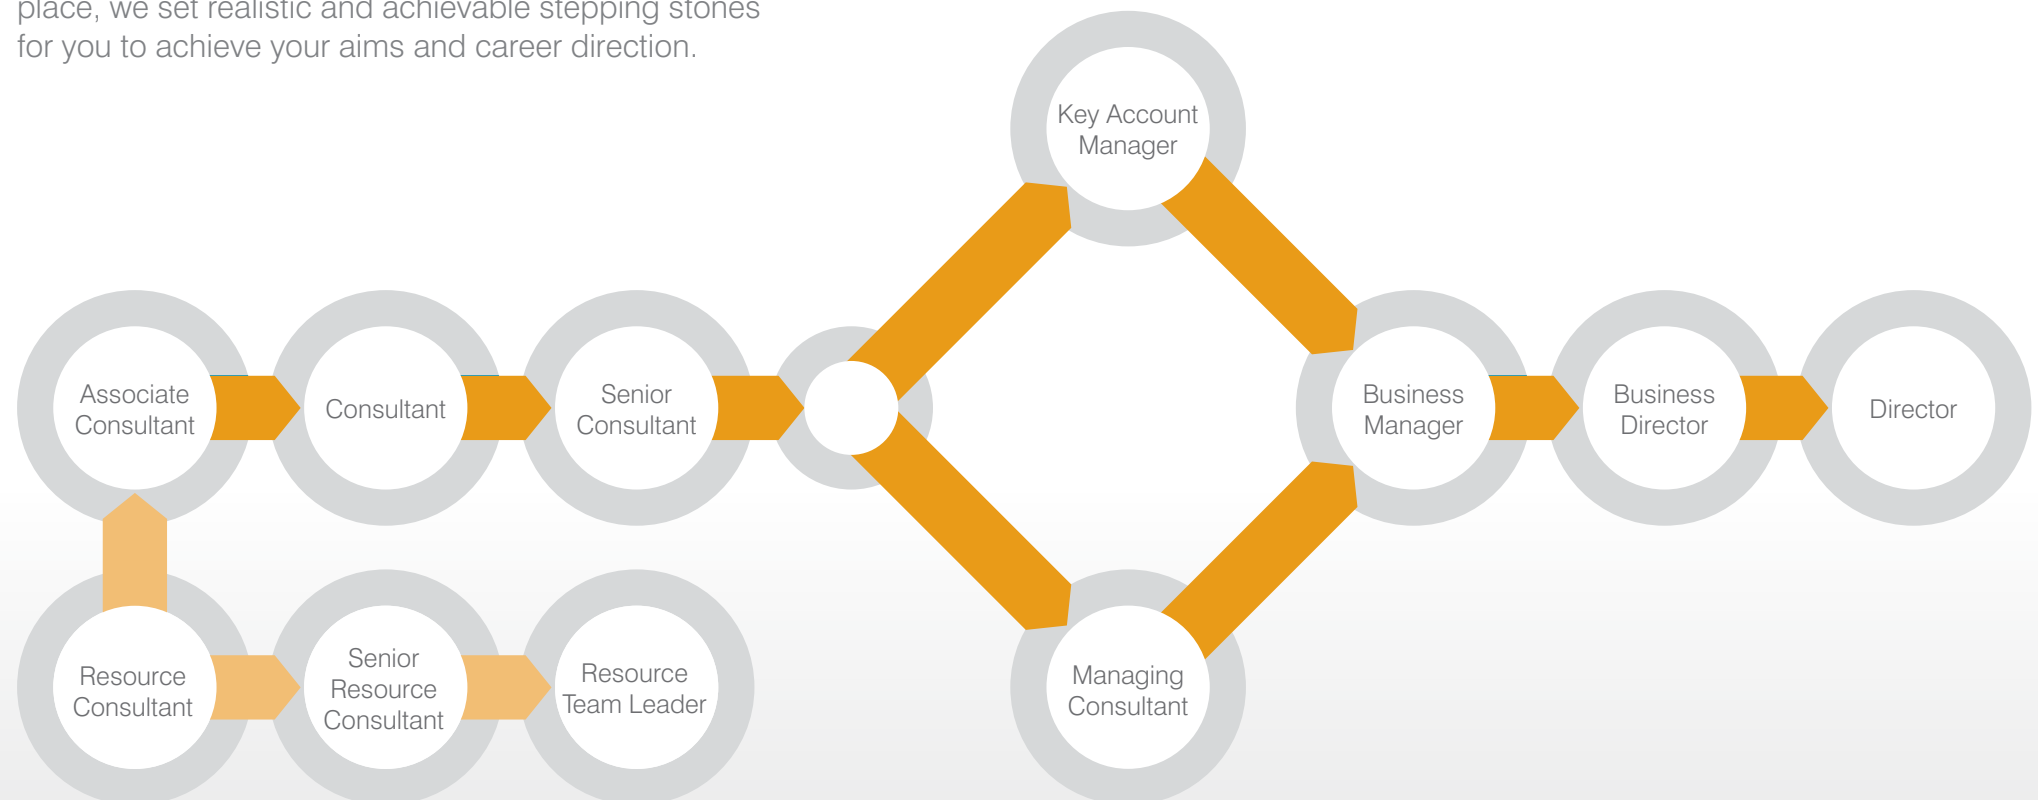 place, we set realistic and achievable stepping stones
for you to achieve your aims and career direction.
Key Account
Manager
Associate
Consultant
Consultant
Senior
Consultant
Business
Manager
Business
Director
Director
Resource
Consultant
Senior
Resource
Consultant
Resource
Team Leader
Managing
Consultant